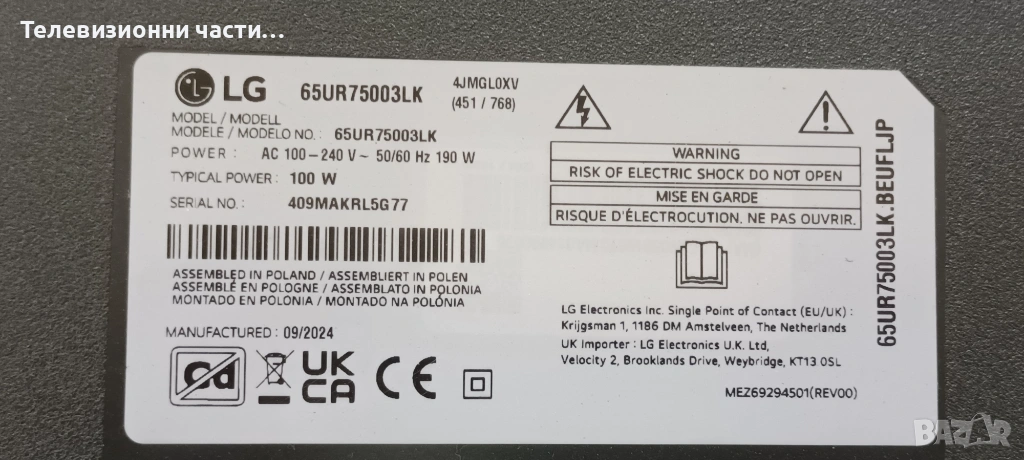 Телевизионни части...
LG 65UR75003LK
4JMGL0XV
(451 / 768)
MODEL / MODELL
MODELE / MODELO NO. : 65UR75003LK
POWER : AC 100-240 V ~ 50/60 Hz 190 W
TYPICAL POWER : 100 W
SERIAL NO. : 409MAKRL5G77
ASSEMBLED IN POLAND / ASSEMBLIERT IN POLEN
ASSEMBLÉ EN POLOGNE / ASSEMBLATO IN POLONIA
MONTADO EN POLONIA / MONTADO NA POLÓNIA
MANUFACTURED : 09/2024
Cd
UK
CA
CE
WARNING
RISK OF ELECTRIC SHOCK DO NOT OPEN
MISE EN GARDE
RISQUE D'ÉLECTROCUTION. NE PAS OUVRIR.
LG Electronics Inc. Single Point of Contact (EU/UK) :
Krijgsman 1, 1186 DM Amstelveen, The Netherlands
UK Importer : LG Electronics U.K. Ltd,
Velocity 2, Brooklands Drive, Weybridge, KT13 0SL
MEZ69294501(REV00)
65UR75003LK.BEUFLJP
BAZAR